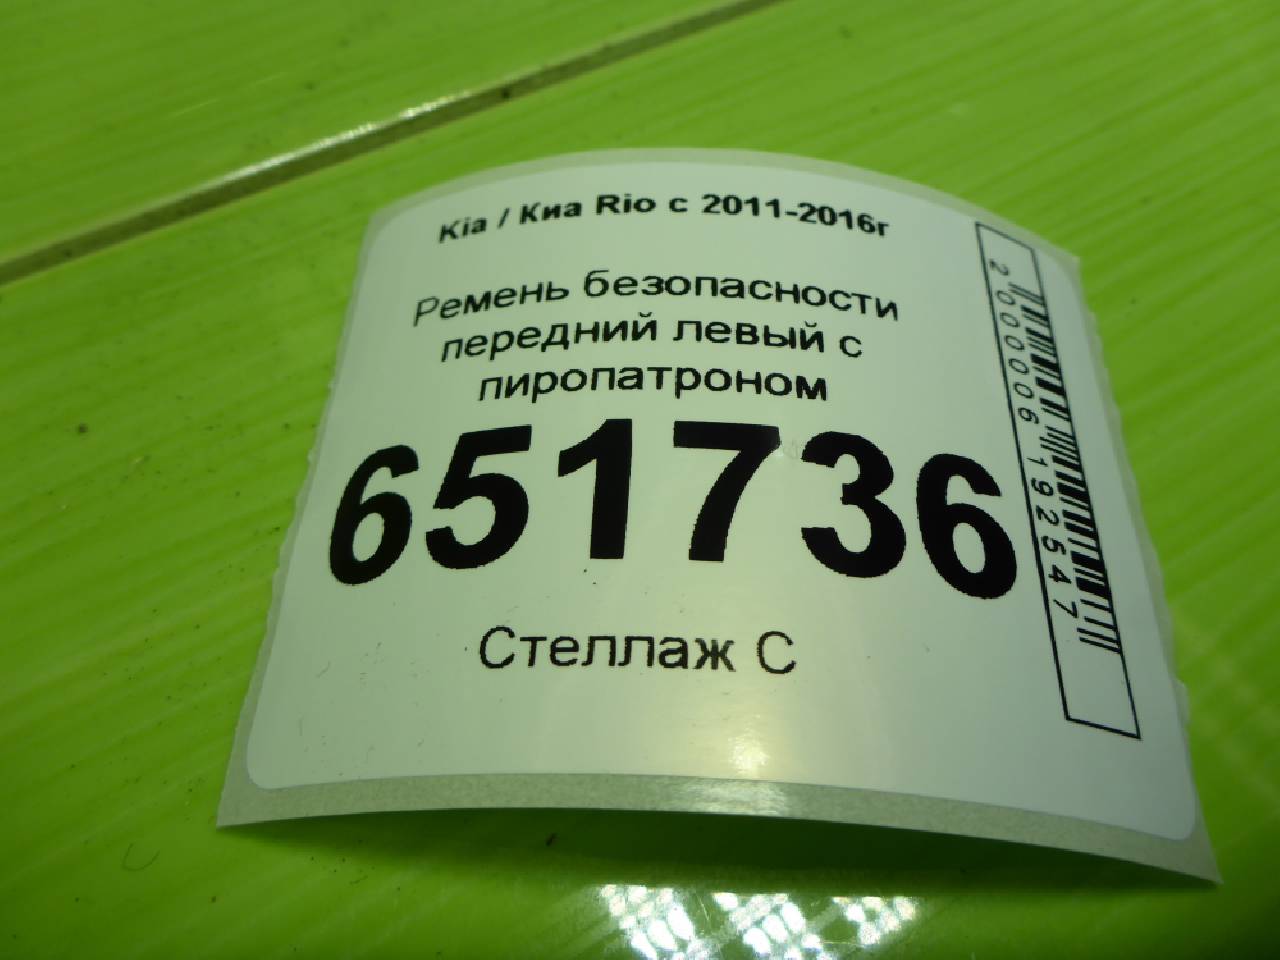 Kia / Киа Rio с 2011-2016г
Ремень безопасности
передний левый с
пиропатроном
651736
Стеллаж С
2000006192547